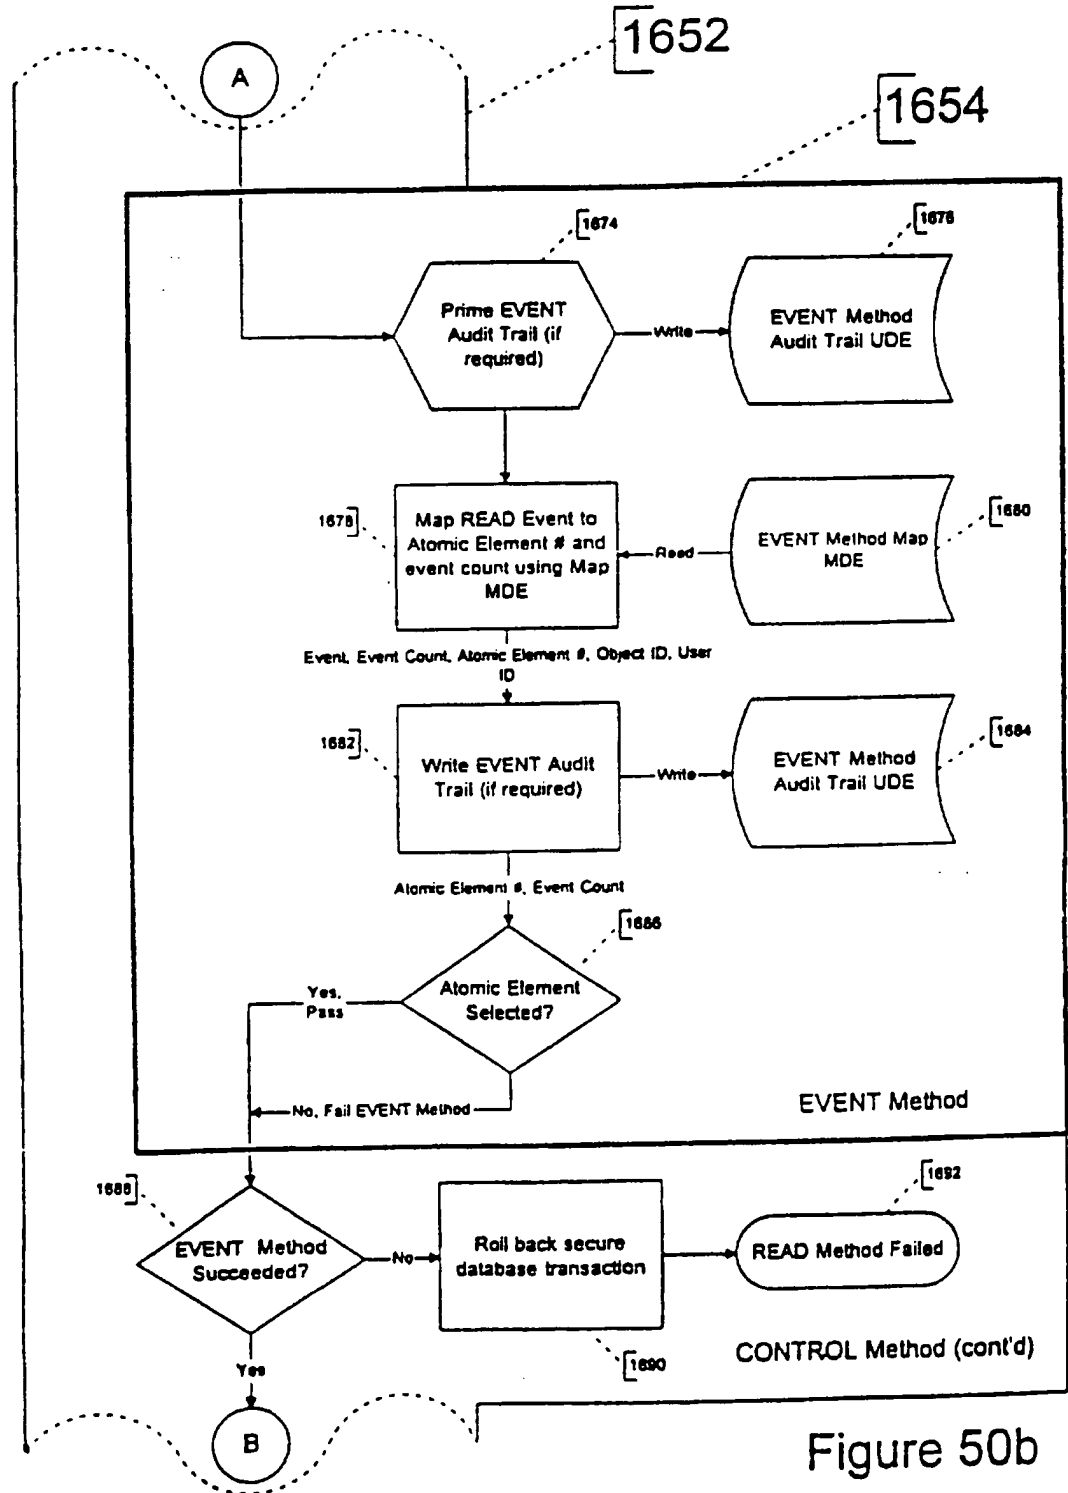 1652
A
1654
1674
1676
Prime EVENT
Audit Trail (if
required)
Write
EVENT Method
Audit Trail UDE
1678
Map READ Event to
Atomic Element # and
event count using Map
MDE
Read
EVENT Method Map
MDE
1680
Event, Event Count, Atomic Element #, Object ID, User
ID
1682
Write EVENT Audit
Trail (if required)
Write
EVENT Method
Audit Trail UDE
1684
Atomic Element #, Event Count
1686
Yes,
Pass
Atomic Element
Selected?
No, Fail EVENT Method
EVENT Method
1688
EVENT Method
Succeeded?
No
Roll back secure
database transaction
1692
READ Method Failed
1690
CONTROL Method (cont'd)
Yes
B
Figure 50b